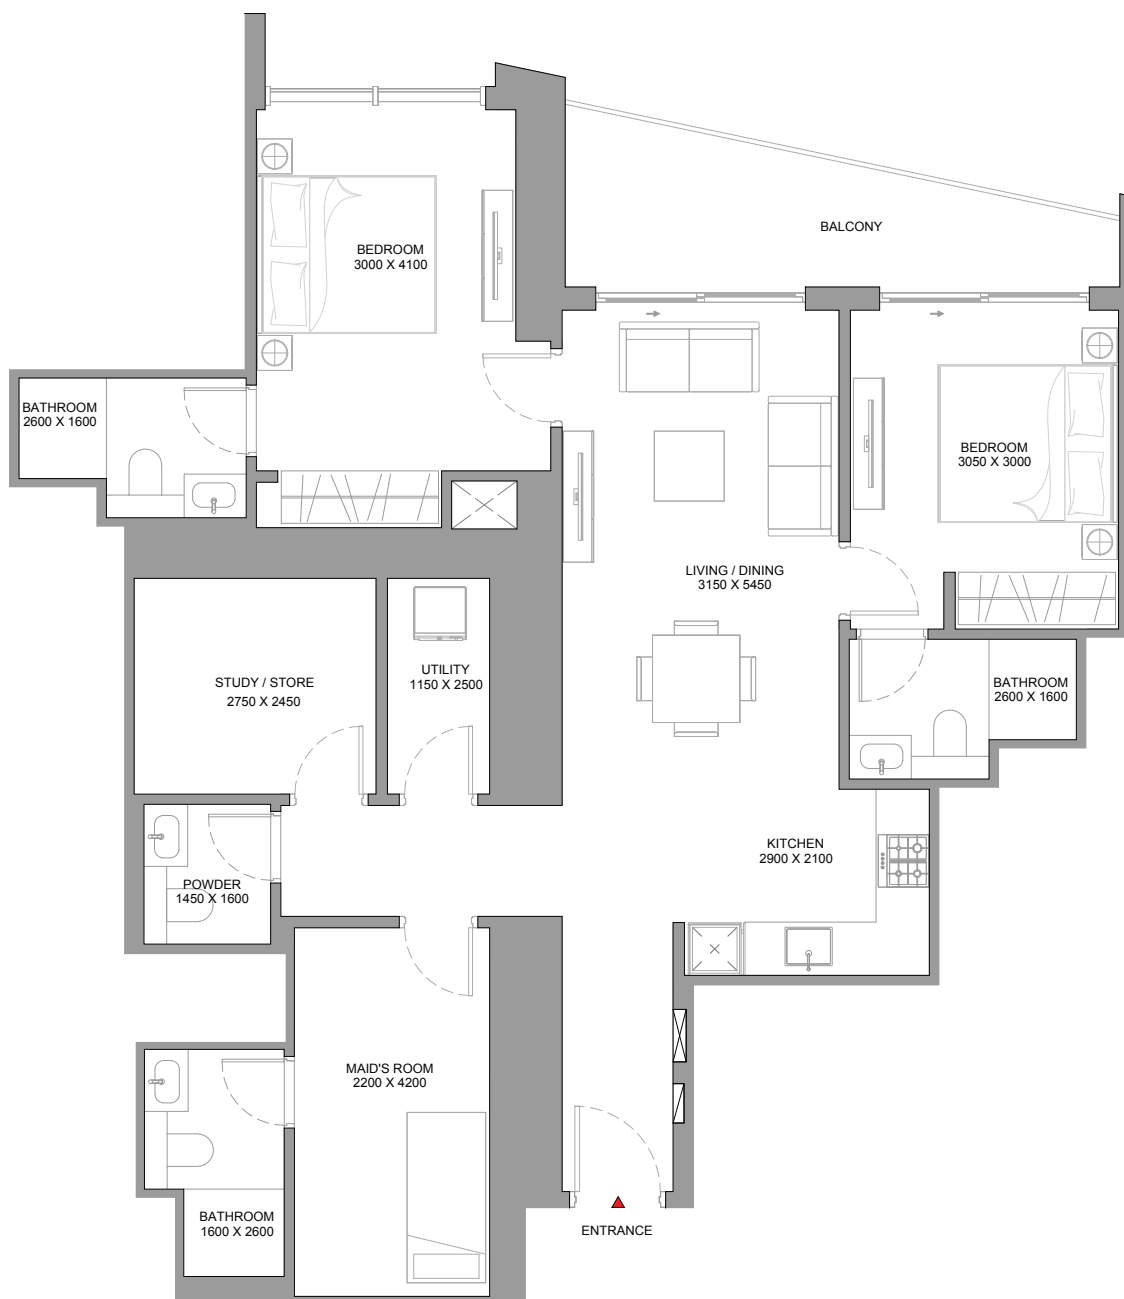 BALCONY
BEDROOM
3000 X 4100
BATHROOM
2600 X 1600
BEDROOM
3050 X 3000
LIVING / DINING
3150 X 5450
UTILITY
1150 X 2500
STUDY / STORE
2750 X 2450
BATHROOM
2600 X 1600
KITCHEN
2900 X 2100
POWDER
1450 X 1600
MAID'S ROOM
2200 X 4200
BATHROOM
1600 X 2600
ENTRANCE